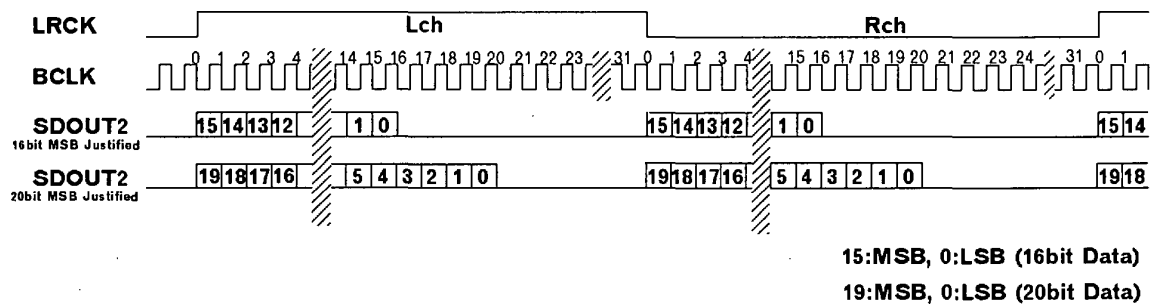 LRCK Lch Rch
0 1 2 3 4 14 15 16 17 18 19 20 21 22 23 31 0 1 2 3 4 15 16 17 18 19 20 21 22 23 24 31 0 1
BCLK
SDOUT2 15 14 13 12 1 0 15 14 13 12 1 0 15 14
16bit MSB Justified
SDOUT2 19 18 17 16 5 4 3 2 1 0 19 18 17 16 5 4 3 2 1 0 19 18
20bit MSB Justified
15:MSB, 0:LSB (16bit Data)
19:MSB, 0:LSB (20bit Data)